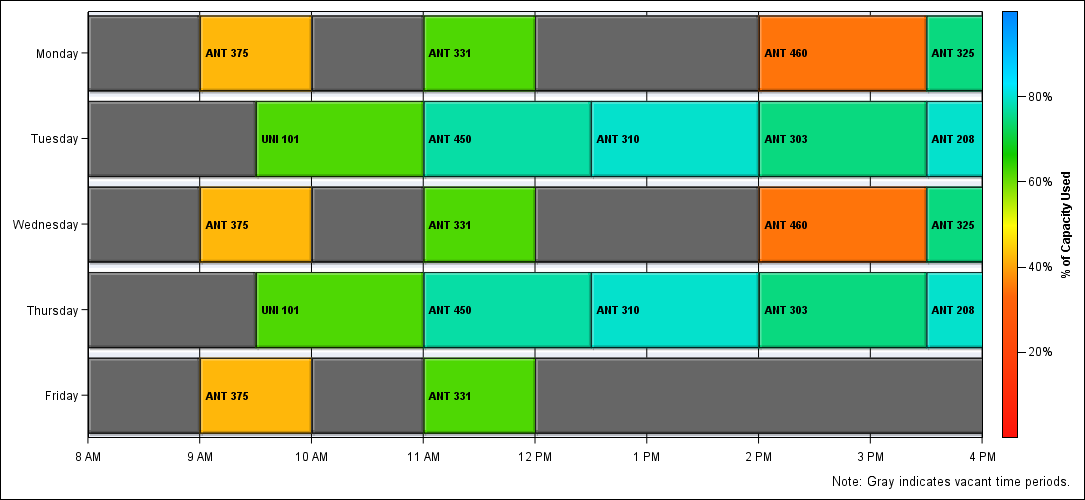 Monday ANT 375 ANT 331 ANT 460 ANT 325
Tuesday UNI 101 ANT 450 ANT 310 ANT 303 ANT 208
Wednesday ANT 375 ANT 331 ANT 460 ANT 325
Thursday UNI 101 ANT 450 ANT 310 ANT 303 ANT 208
Friday ANT 375 ANT 331
8 AM 9 AM 10 AM 11 AM 12 PM 1 PM 2 PM 3 PM 4 PM
80%
60%
40%
20%
% of Capacity Used
Note: Gray indicates vacant time periods.